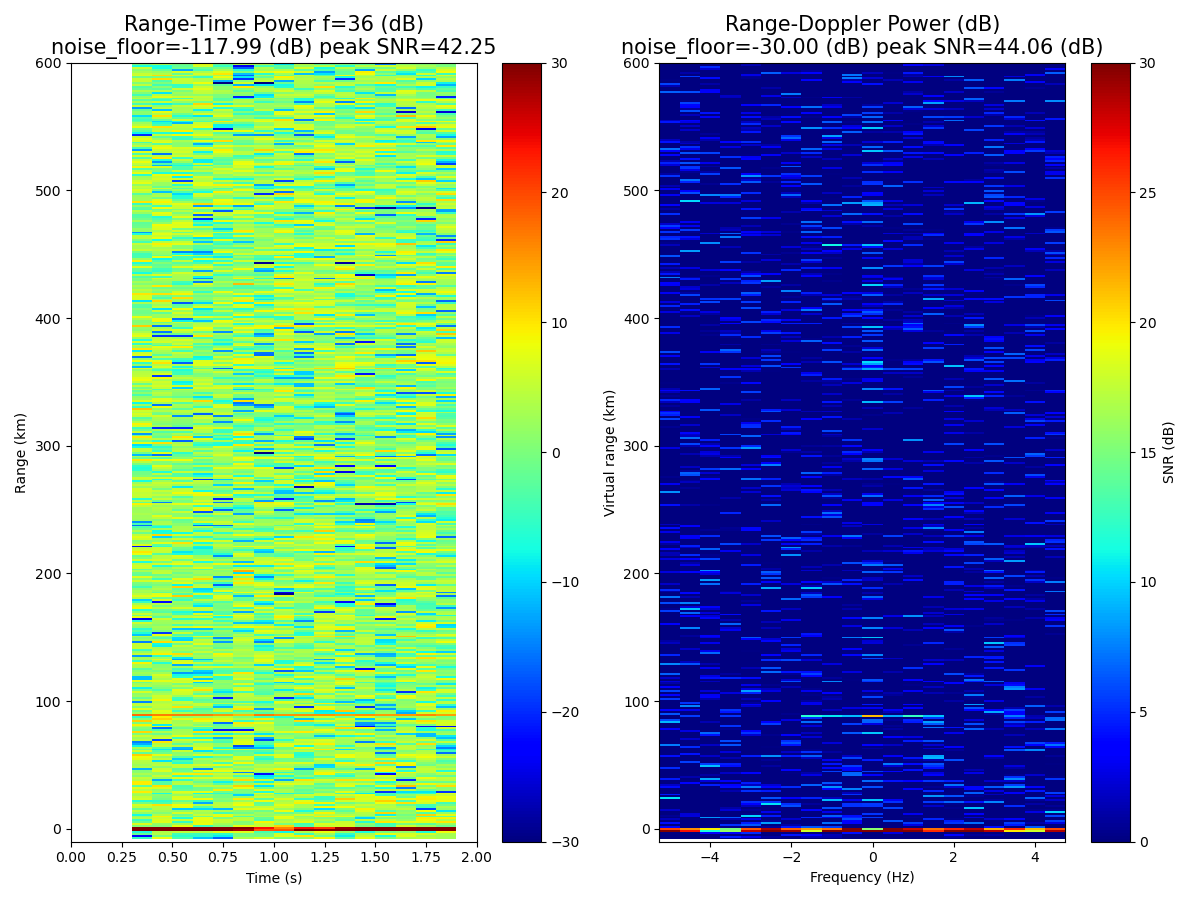 Range-Time Power f=36 (dB)
noise_floor=-117.99 (dB) peak SNR=42.25
Range (km)
600
500
400
300
200
100
0
0.00 0.25 0.50 0.75 1.00 1.25 1.50 1.75 2.00
Time (s)
30
20
10
0
−10
−20
−30
Range-Doppler Power (dB)
noise_floor=-30.00 (dB) peak SNR=44.06 (dB)
Virtual range (km)
600
500
400
300
200
100
0
−4 −2 0 2 4
Frequency (Hz)
30
25
20
15
10
5
0
SNR (dB)